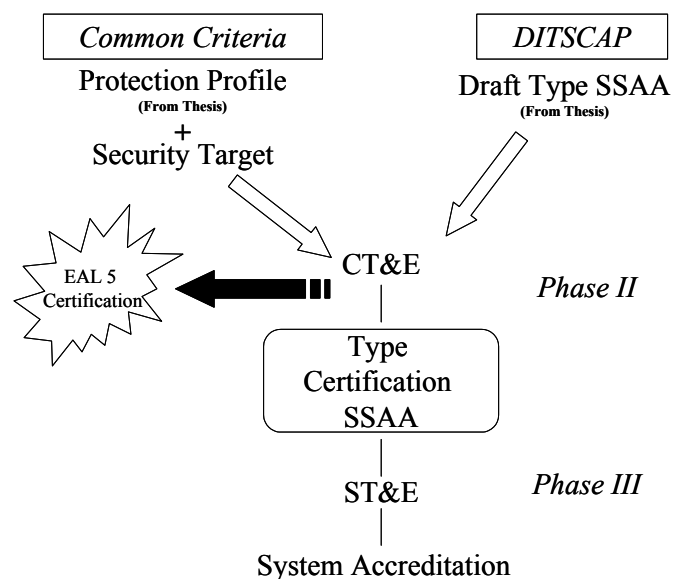 Common Criteria
Protection Profile
(From Thesis)
+
Security Target
DITSCAP
Draft Type SSAA
(From Thesis)
EAL 5
Certification
CT&E
Phase II
Type
Certification
SSAA
ST&E
Phase III
System Accreditation